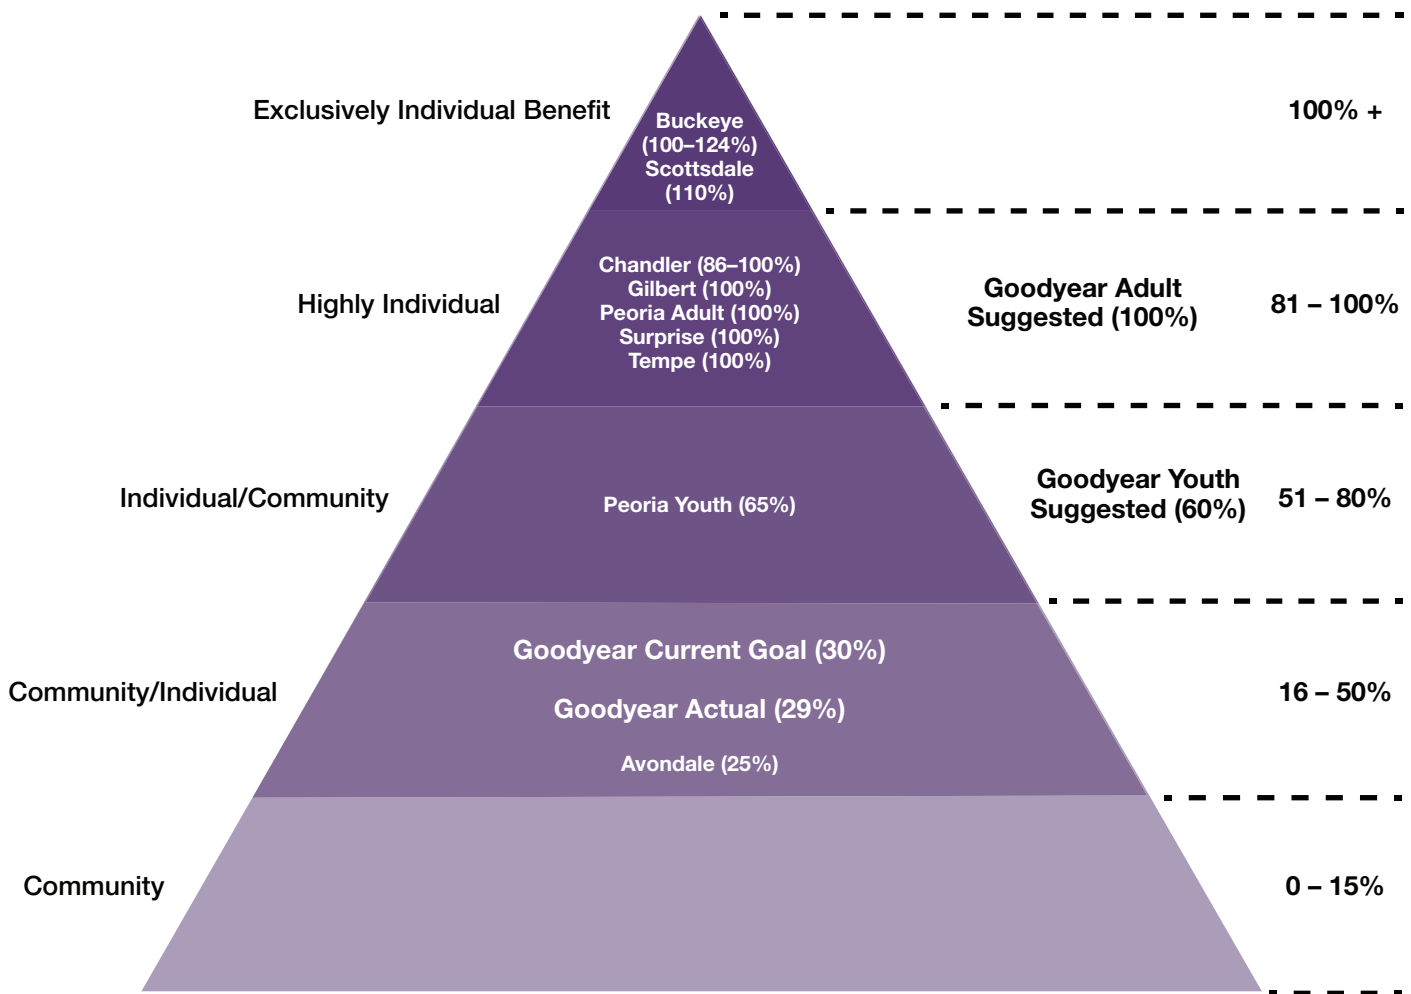 Exclusively Individual Benefit
Buckeye
(100–124%)
Scottsdale
(110%)
100% +
Highly Individual
Chandler (86–100%)
Gilbert (100%)
Peoria Adult (100%)
Surprise (100%)
Tempe (100%)
Goodyear Adult
Suggested (100%)
81 – 100%
Individual/Community
Peoria Youth (65%)
Goodyear Youth
Suggested (60%)
51 – 80%
Community/Individual
Goodyear Current Goal (30%)
Goodyear Actual (29%)
Avondale (25%)
16 – 50%
Community
0 – 15%